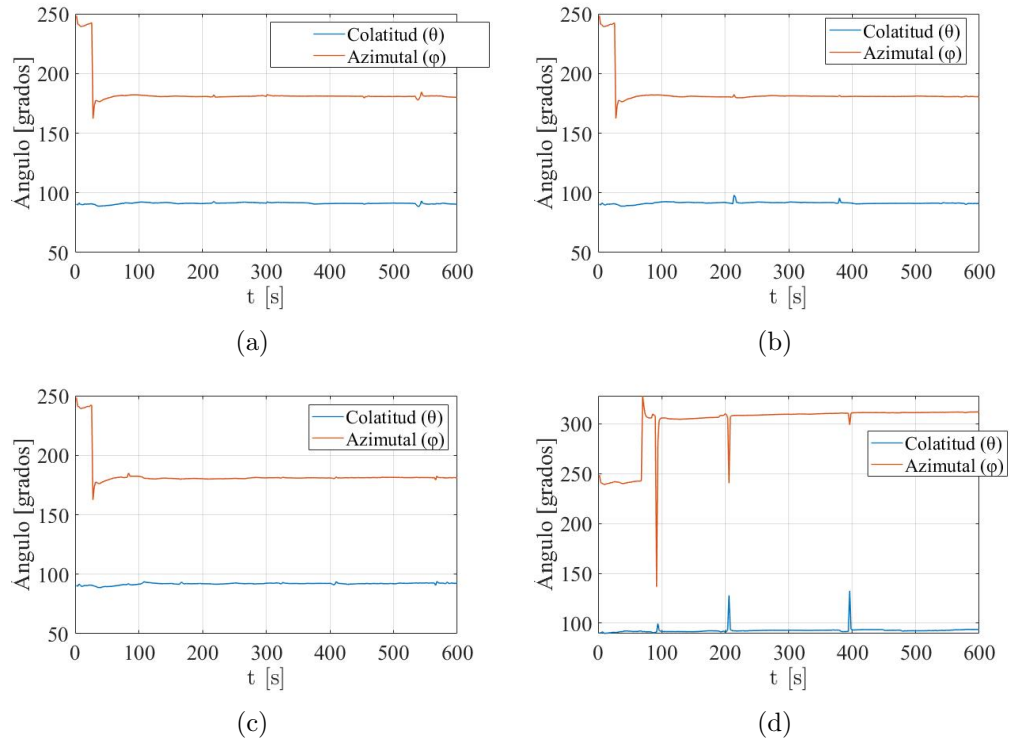 250
200
150
100
50
Ángulo [grados]
0 100 200 300 400 500 600
t [s]
Colatitud (θ)
Azimutal (φ)
(a)
250
200
150
100
50
Ángulo [grados]
0 100 200 300 400 500 600
t [s]
Colatitud (θ)
Azimutal (φ)
(b)
250
200
150
100
50
Ángulo [grados]
0 100 200 300 400 500 600
t [s]
Colatitud (θ)
Azimutal (φ)
(c)
300
250
200
150
100
Ángulo [grados]
0 100 200 300 400 500 600
t [s]
Colatitud (θ)
Azimutal (φ)
(d)